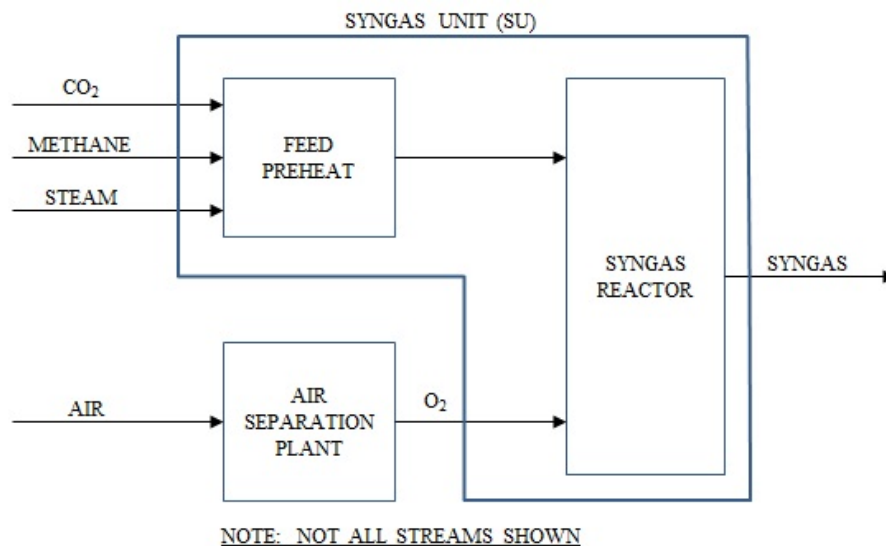 SYNGAS UNIT (SU)
CO₂
METHANE
STEAM
FEED
PREHEAT
SYNGAS
REACTOR
SYNGAS
AIR
AIR
SEPARATION
PLANT
O₂
NOTE: NOT ALL STREAMS SHOWN